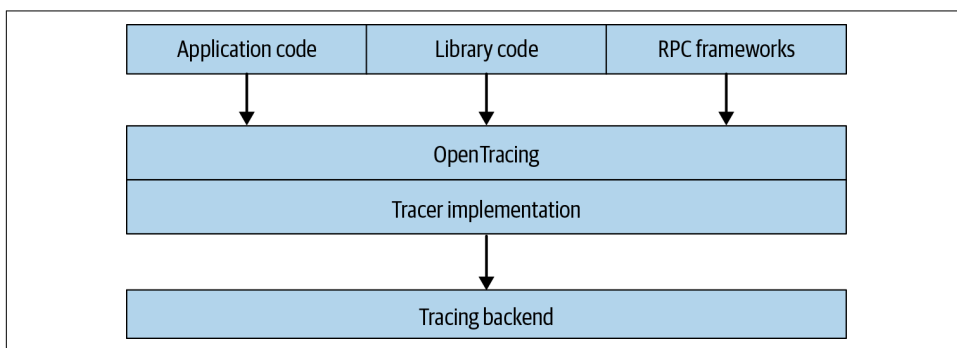 Application code
Library code
RPC frameworks
OpenTracing
Tracer implementation
Tracing backend